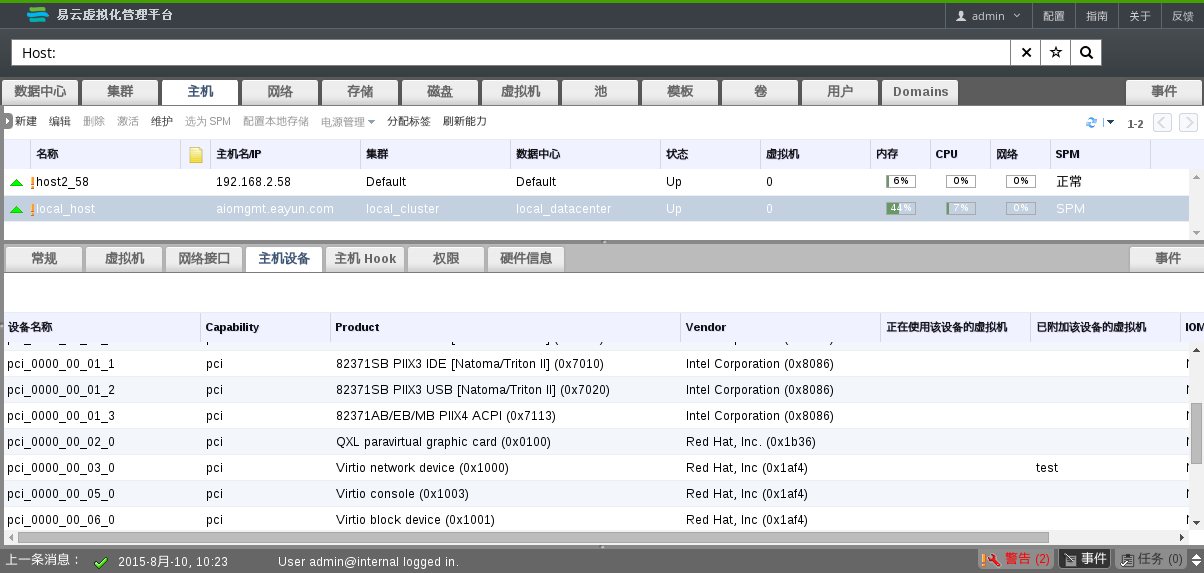 易云虚拟化管理平台 admin 配置 指南 关于 反馈
Host:
数据中心 集群 主机 网络 存储 磁盘 虚拟机 池 模板 卷 用户 Domains 事件
新建 编辑 删除 激活 维护 选为 SPM 配置本地存储 电源管理 分配标签 刷新能力 1-2
名称 主机名/IP 集群 数据中心 状态 虚拟机 内存 CPU 网络 SPM
host2_58 192.168.2.58 Default Default Up 0 6% 0% 0% 正常
local_host aiomgmt.eayun.com local_cluster local_datacenter Up 0 44% 7% 0% SPM
常规 虚拟机 网络接口 主机设备 主机 Hook 权限 硬件信息 事件
设备名称 Capability Product Vendor 正在使用该设备的虚拟机 已附加该设备的虚拟机 IOM
pci_0000_00_01_1 pci 82371SB PIIX3 IDE [Natoma/Triton II] (0x7010) Intel Corporation (0x8086)
pci_0000_00_01_2 pci 82371SB PIIX3 USB [Natoma/Triton II] (0x7020) Intel Corporation (0x8086)
pci_0000_00_01_3 pci 82371AB/EB/MB PIIX4 ACPI (0x7113) Intel Corporation (0x8086)
pci_0000_00_02_0 pci QXL paravirtual graphic card (0x0100) Red Hat, Inc. (0x1b36)
pci_0000_00_03_0 pci Virtio network device (0x1000) Red Hat, Inc (0x1af4) test
pci_0000_00_05_0 pci Virtio console (0x1003) Red Hat, Inc (0x1af4)
pci_0000_00_06_0 pci Virtio block device (0x1001) Red Hat, Inc (0x1af4)
上一条消息： 2015-8月-10, 10:23 User admin@internal logged in. 警告 (2) 事件 任务 (0)